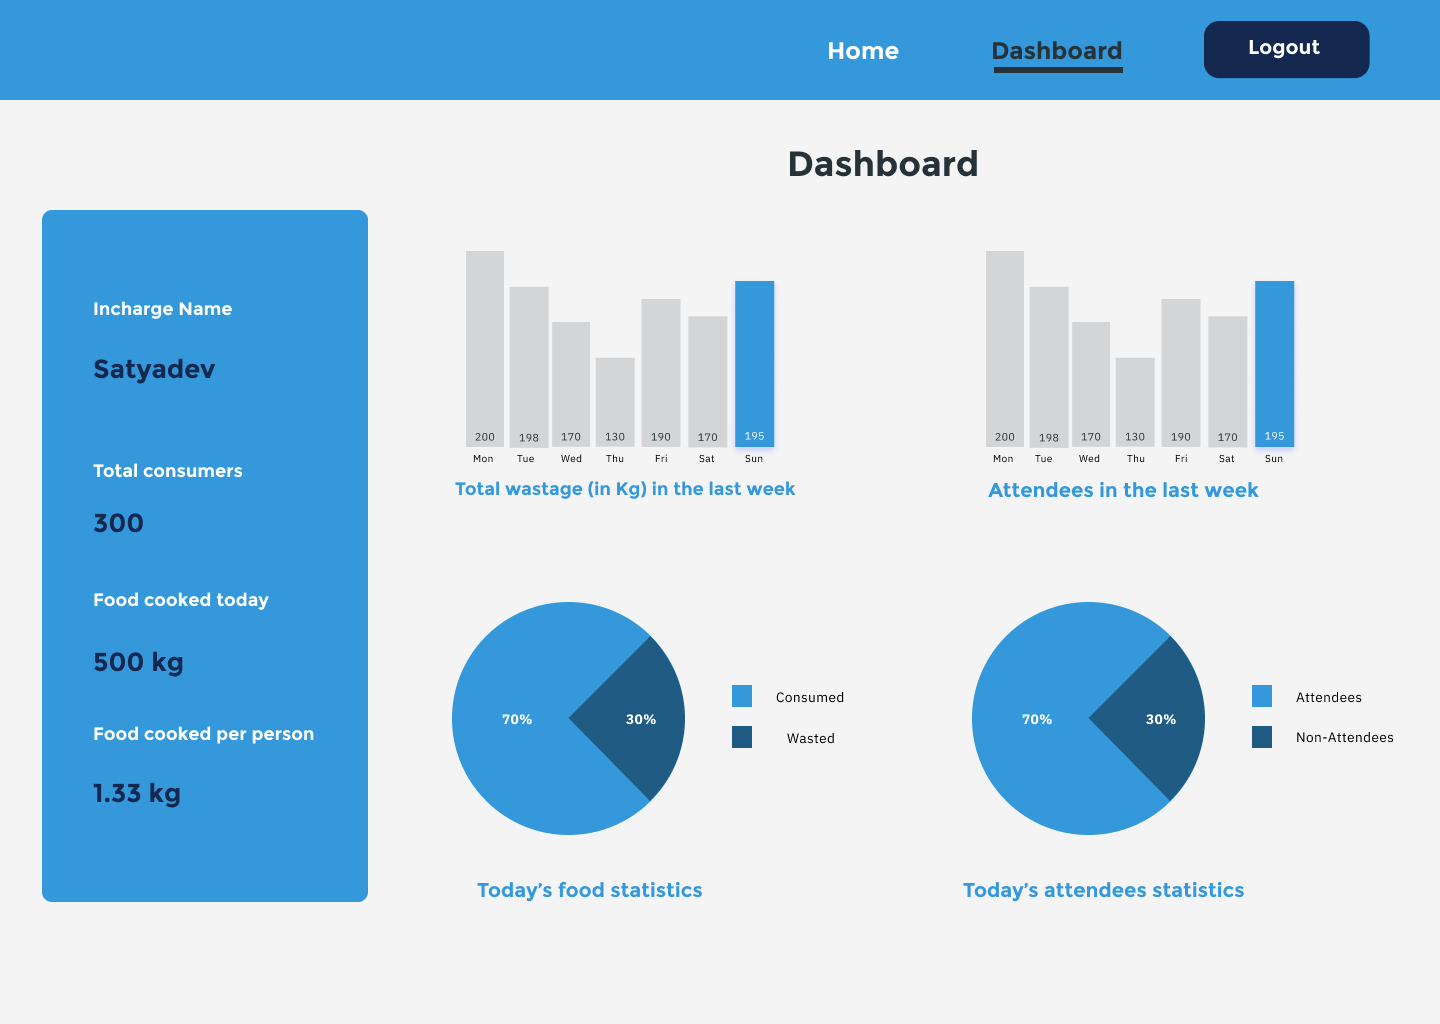 Home
Dashboard
Logout
Dashboard
Incharge Name
Satyadev
Total consumers
300
Food cooked today
500 kg
Food cooked per person
1.33 kg
200 198 170 130 190 170 195
Mon Tue Wed Thu Fri Sat Sun
Total wastage (in Kg) in the last week
200 198 170 130 190 170 195
Mon Tue Wed Thu Fri Sat Sun
Attendees in the last week
70% 30%
Consumed
Wasted
Today’s food statistics
70% 30%
Attendees
Non-Attendees
Today’s attendees statistics